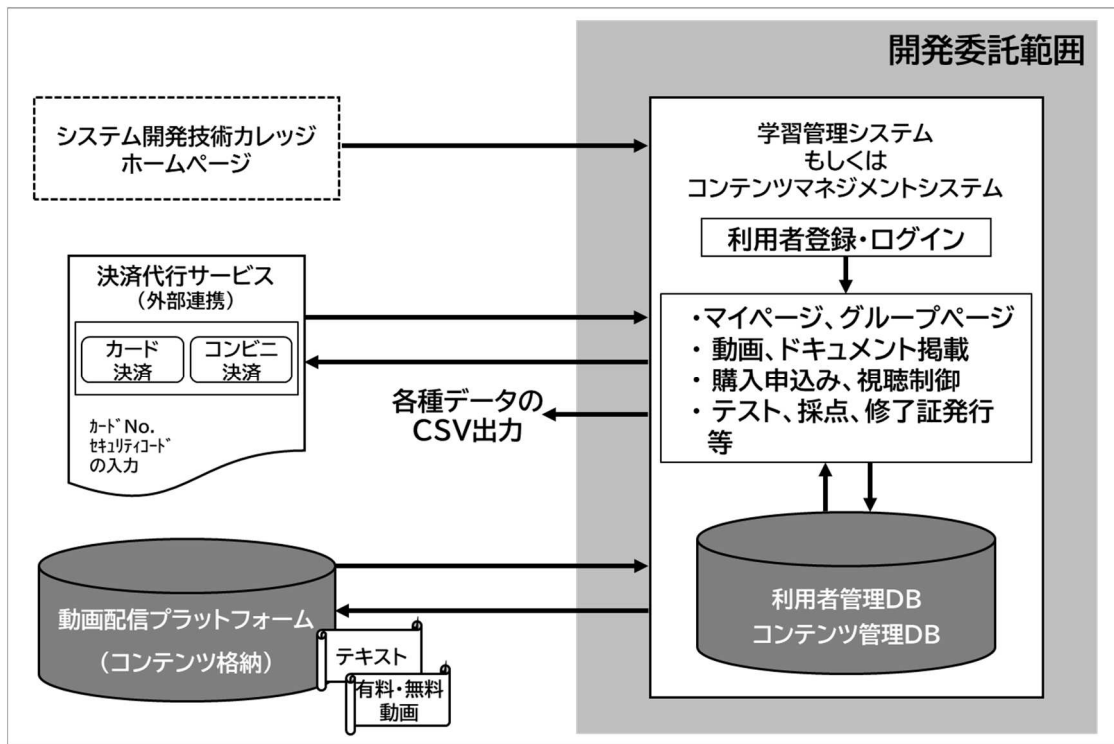 開発委託範囲
システム開発技術カレッジ
ホームページ
学習管理システム
もしくは
コンテンツマネジメントシステム
利用者登録・ログイン
決済代行サービス
（外部連携）
カード
決済
コンビニ
決済
ｶｰﾄﾞNo.
ｾｷｭﾘﾃｨｺｰﾄﾞ
の入力
・マイページ、グループページ
・ 動画、ドキュメント掲載
・ 購入申込み、視聴制御
・ テスト、採点、修了証発行
等
各種データの
CSV出力
動画配信プラットフォーム
（コンテンツ格納）
テキスト
有料・無料
動画
利用者管理DB
コンテンツ管理DB